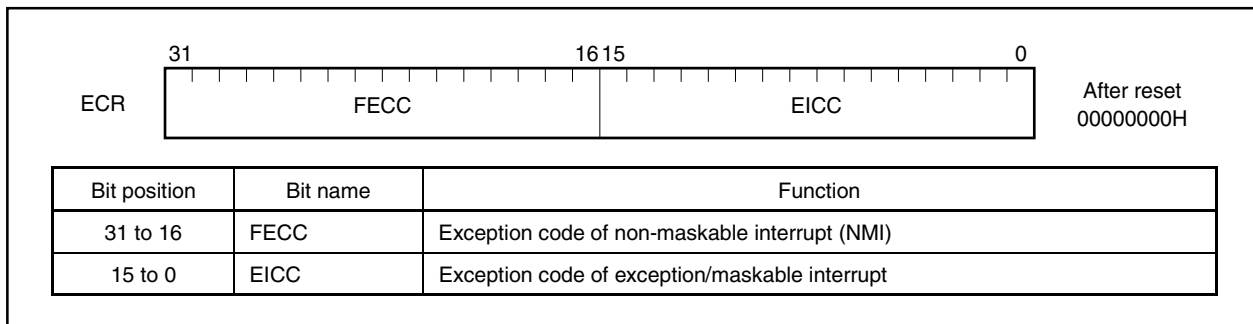 31 16 15 0
ECR FECC EICC After reset
00000000H
Bit position Bit name Function
31 to 16 FECC Exception code of non-maskable interrupt (NMI)
15 to 0 EICC Exception code of exception/maskable interrupt